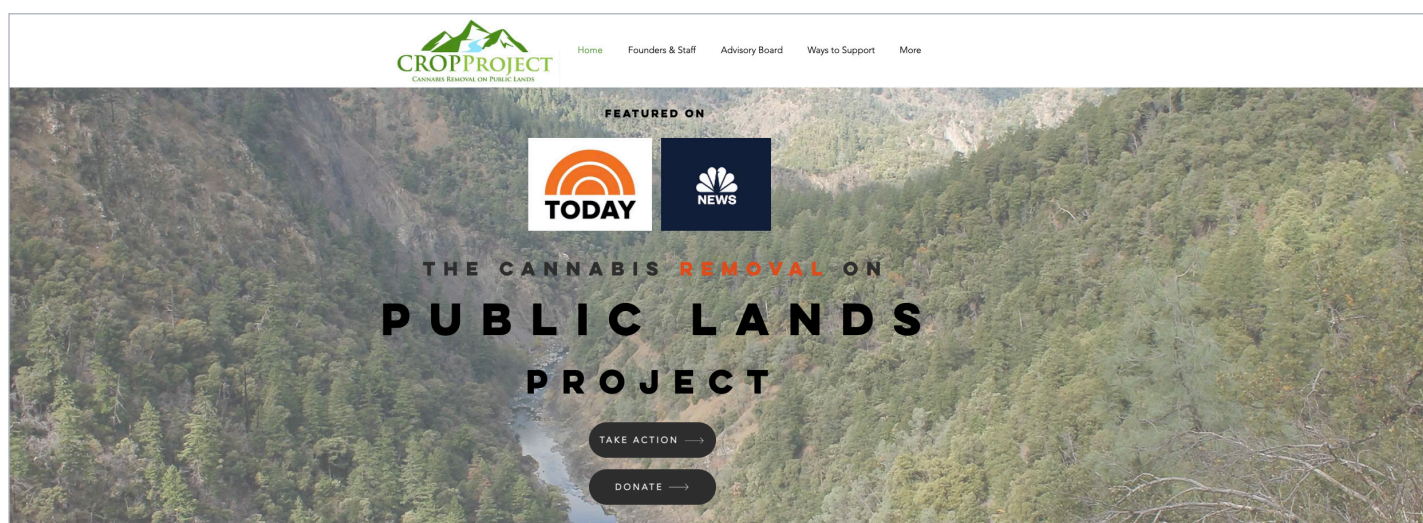 CROPPROJECT
CANNABIS REMOVAL ON PUBLIC LANDS
Home Founders & Staff Advisory Board Ways to Support More
FEATURED ON
TODAY
NEWS
THE CANNABIS REMOVAL ON
PUBLIC LANDS
PROJECT
TAKE ACTION
DONATE